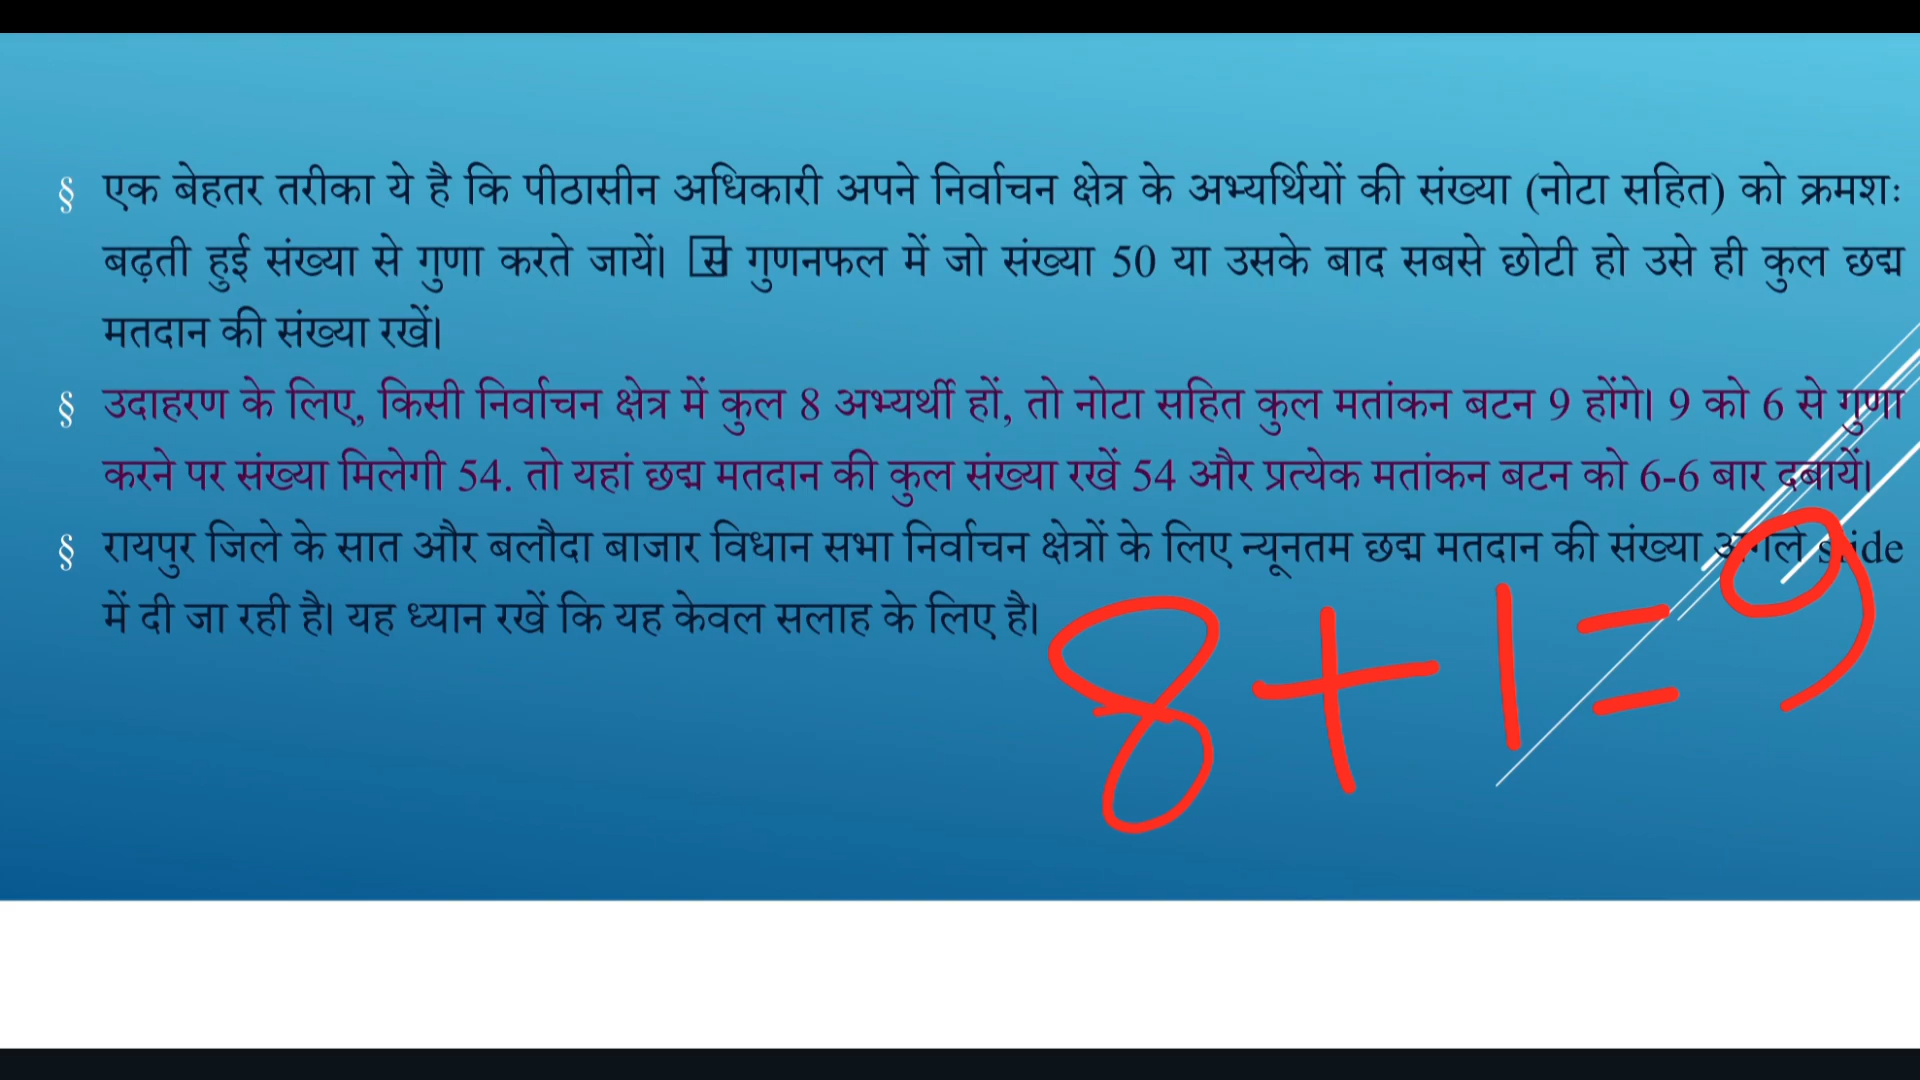 § एक बेहतर तरीका ये है कि पीठासीन अधिकारी अपने निर्वाचन क्षेत्र के अभ्यर्थियों की संख्या (नोटा सहित) को क्रमशः
बढ़ती हुई संख्या से गुणा करते जायें। स गुणनफल में जो संख्या 50 या उसके बाद सबसे छोटी हो उसे ही कुल छद्म
मतदान की संख्या रखें।
§ उदाहरण के लिए, किसी निर्वाचन क्षेत्र में कुल 8 अभ्यर्थी हों, तो नोटा सहित कुल मतांकन बटन 9 होंगे। 9 को 6 से गुणा
करने पर संख्या मिलेगी 54. तो यहां छद्म मतदान की कुल संख्या रखें 54 और प्रत्येक मतांकन बटन को 6-6 बार दबायें।
§ रायपुर जिले के सात और बलौदा बाजार विधान सभा निर्वाचन क्षेत्रों के लिए न्यूनतम छद्म मतदान की संख्या अगले slide
में दी जा रही है। यह ध्यान रखें कि यह केवल सलाह के लिए है।
8+1=9